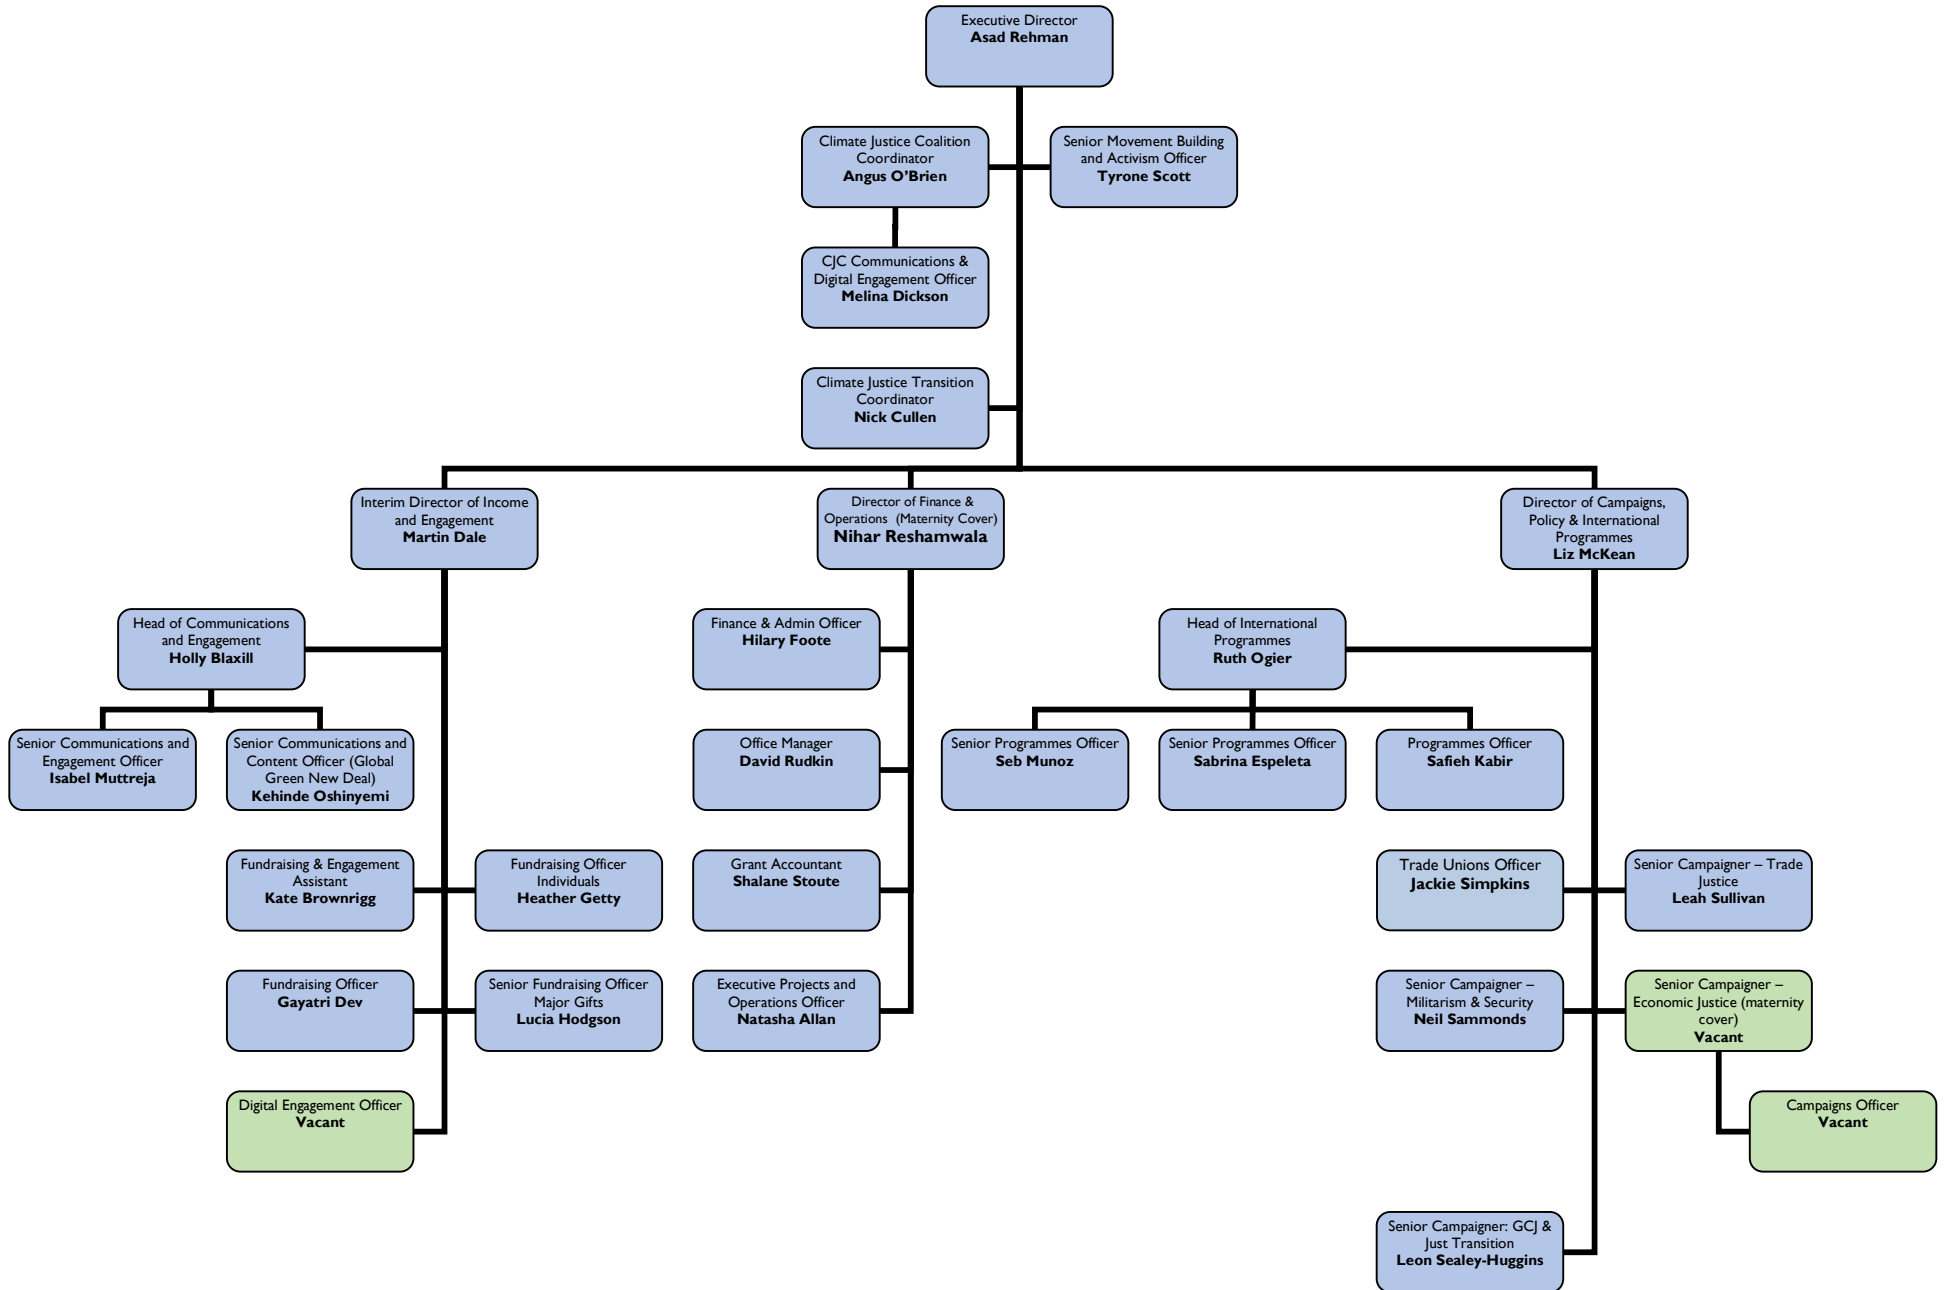 Executive Director
Asad Rehman
Climate Justice Coalition
Coordinator
Angus O’Brien
Senior Movement Building
and Activism Officer
Tyrone Scott
CJC Communications &
Digital Engagement Officer
Melina Dickson
Climate Justice Transition
Coordinator
Nick Cullen
Interim Director of Income
and Engagement
Martin Dale
Director of Finance &
Operations (Maternity Cover)
Nihar Reshamwala
Director of Campaigns,
Policy & International
Programmes
Liz McKean
Head of Communications
and Engagement
Holly Blaxill
Finance & Admin Officer
Hilary Foote
Head of International
Programmes
Ruth Ogier
Senior Communications and
Engagement Officer
Isabel Muttreja
Senior Communications and
Content Officer (Global
Green New Deal)
Kehinde Oshinyemi
Office Manager
David Rudkin
Senior Programmes Officer
Seb Munoz
Senior Programmes Officer
Sabrina Espeleta
Programmes Officer
Safieh Kabir
Fundraising & Engagement
Assistant
Kate Brownrigg
Fundraising Officer
Individuals
Heather Getty
Grant Accountant
Shalane Stoute
Trade Unions Officer
Jackie Simpkins
Senior Campaigner – Trade
Justice
Leah Sullivan
Fundraising Officer
Gayatri Dev
Senior Fundraising Officer
Major Gifts
Lucia Hodgson
Executive Projects and
Operations Officer
Natasha Allan
Senior Campaigner –
Militarism & Security
Neil Sammonds
Senior Campaigner –
Economic Justice (maternity
cover)
Vacant
Digital Engagement Officer
Vacant
Campaigns Officer
Vacant
Senior Campaigner: GCJ &
Just Transition
Leon Sealey-Huggins